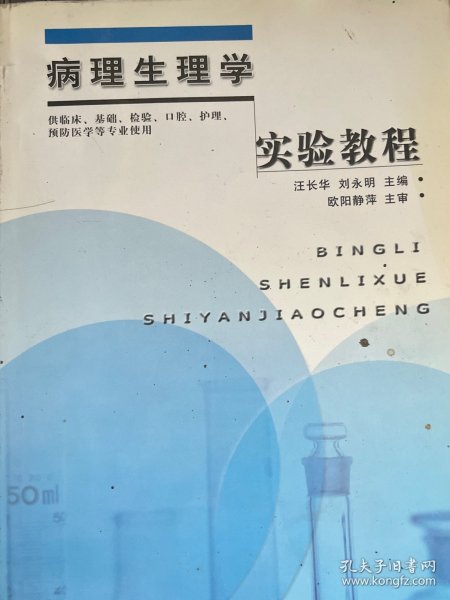 病理生理学
供临床、基础、检验、口腔、护理、
预防医学等专业使用
实验教程
汪长华 刘永明 主编
欧阳静萍 主审
BINGLI
SHENLIXUE
SHIYANJIAOCHENG
50ml
50
孔夫子旧书网
www.kongfz.com